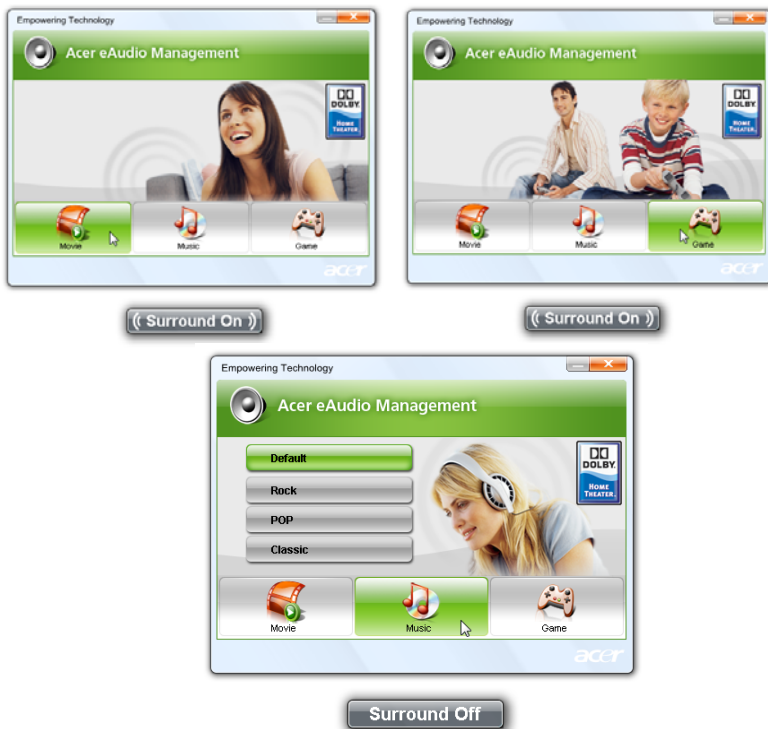 Empowering Technology
Acer eAudio Management
DOLBY
HOME THEATER
Movie
Music
Game
acer
((Surround On))
Empowering Technology
Acer eAudio Management
DOLBY
HOME THEATER
Movie
Music
Game
acer
((Surround On))
Empowering Technology
Acer eAudio Management
Default
Rock
POP
Classic
DOLBY
HOME THEATER
Movie
Music
Game
acer
Surround Off